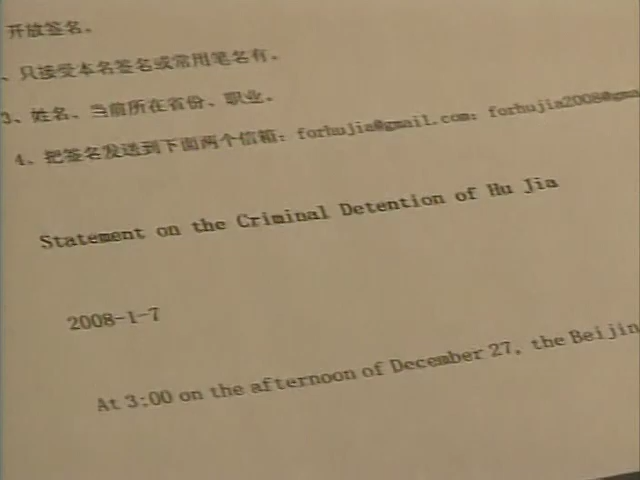 开放签名。
、只接受本名签名或常用笔名有。
3、姓名、当前所在省份、职业。
4、把签名发送到下面两个信箱：forhujia@gmail.com；forhujia2008@gma
Statement on the Criminal Detention of Hu Jia
2008-1-7
At 3:00 on the afternoon of December 27, the Beijin